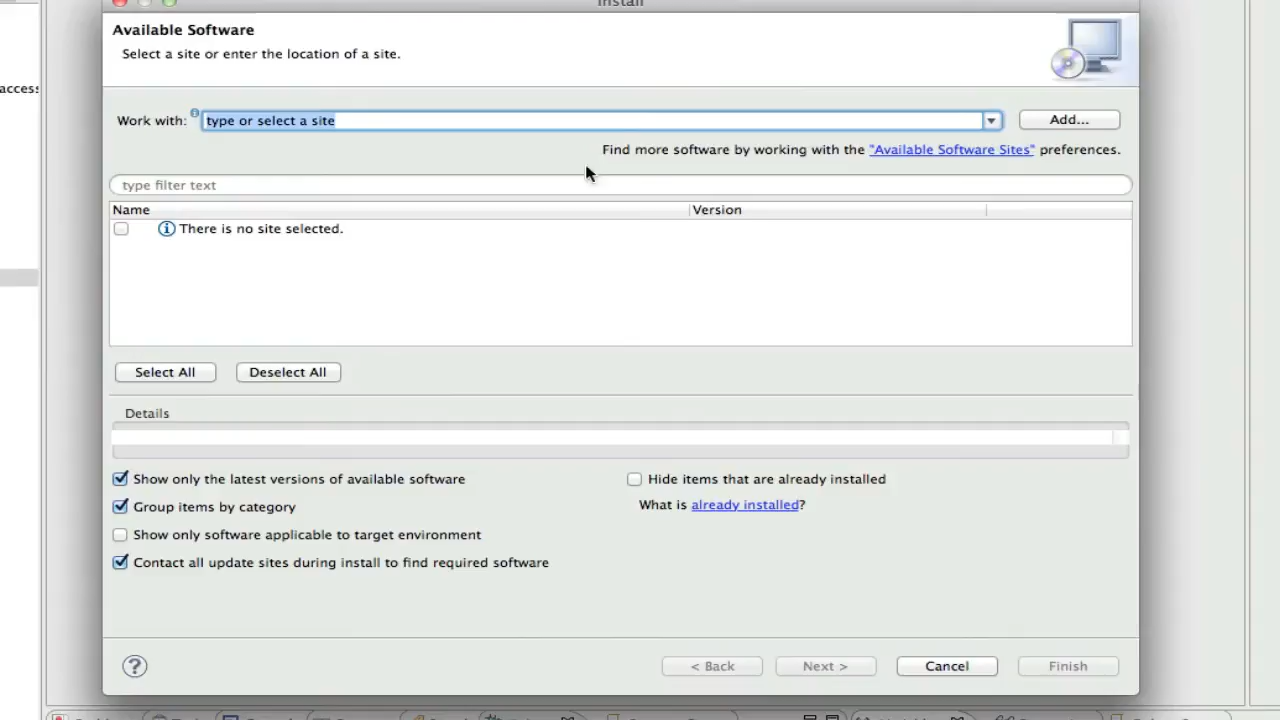 Install
Available Software
Select a site or enter the location of a site.
access
Work with: type or select a site Add...
Find more software by working with the "Available Software Sites" preferences.
type filter text
Name Version
There is no site selected.
Select All Deselect All
Details
Show only the latest versions of available software Hide items that are already installed
Group items by category What is already installed?
Show only software applicable to target environment
Contact all update sites during install to find required software
? < Back Next > Cancel Finish